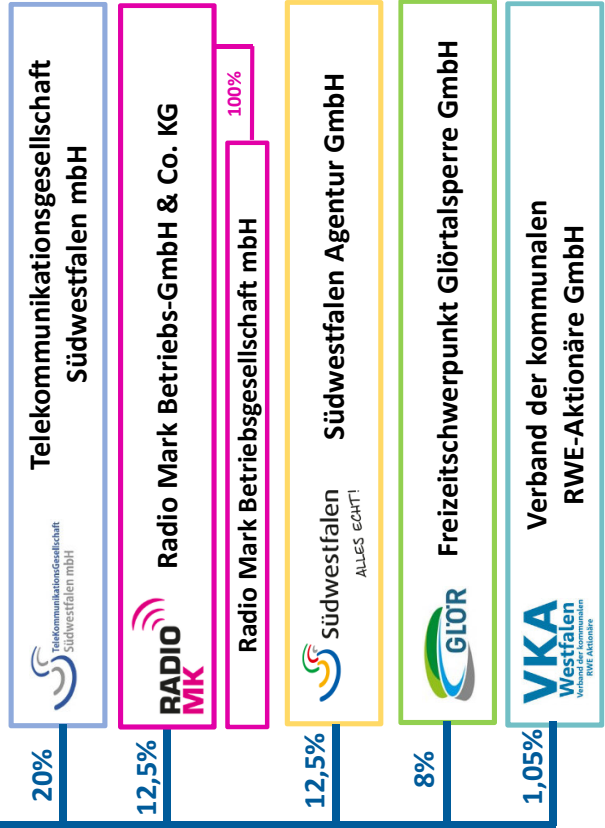 20%
TeleKommunikationsGesellschaft
Südwestfalen mbH
Telekommunikationsgesellschaft
Südwestfalen mbH
12,5%
RADIO
MK
Radio Mark Betriebs-GmbH & Co. KG
100%
Radio Mark Betriebsgesellschaft mbH
12,5%
Südwestfalen
ALLES ECHT!
Südwestfalen Agentur GmbH
8%
GLÖR
Freizeitschwerpunkt Glörtalsperre GmbH
1,05%
VKA
Westfalen
Verband der kommunalen
RWE Aktionäre
Verband der kommunalen
RWE-Aktionäre GmbH